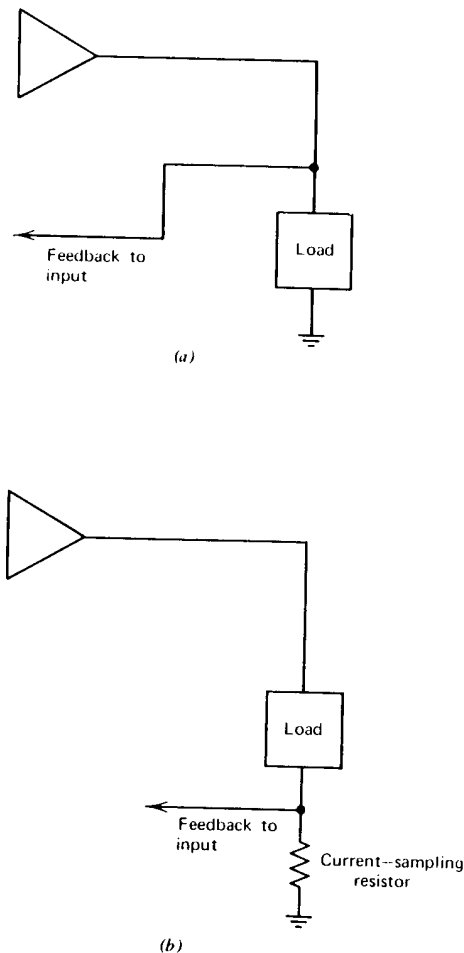 Load
Feedback to
input
(a)
Load
Feedback to
input
Current--sampling
resistor
(b)